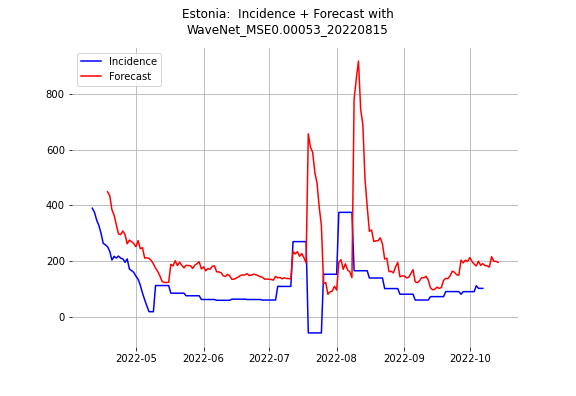 Estonia:  Incidence + Forecast with
WaveNet_MSE0.00053_20220815
Incidence
Forecast
800
600
400
200
0
2022-05
2022-06
2022-07
2022-08
2022-09
2022-10